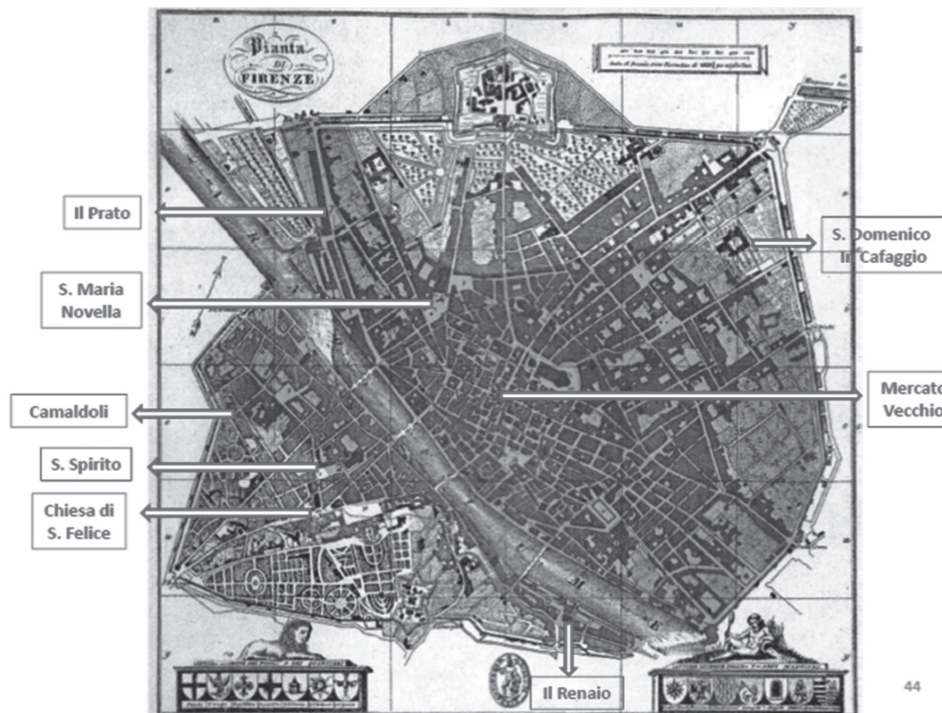 Pianta
DI
FIRENZE
Il Prato
S. Domenico
In Cafaggio
S. Maria
Novella
Camaldoli
Mercato
Vecchio
S. Spirito
Chiesa di
S. Felice
Il Renaio
44